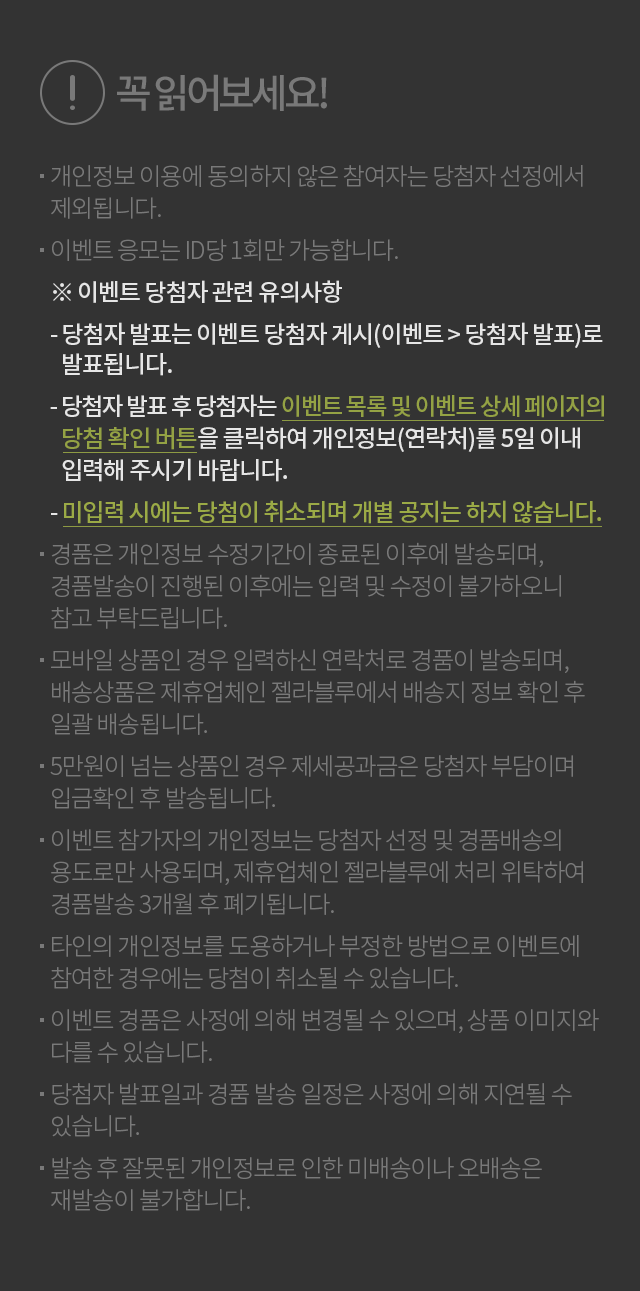 ! 꼭 읽어보세요!
· 개인정보 이용에 동의하지 않은 참여자는 당첨자 선정에서
제외됩니다.
· 이벤트 응모는 ID당 1회만 가능합니다.
※ 이벤트 당첨자 관련 유의사항
- 당첨자 발표는 이벤트 당첨자 게시(이벤트 > 당첨자 발표)로
발표됩니다.
- 당첨자 발표 후 당첨자는 이벤트 목록 및 이벤트 상세 페이지의
당첨 확인 버튼을 클릭하여 개인정보(연락처)를 5일 이내
입력해 주시기 바랍니다.
- 미입력 시에는 당첨이 취소되며 개별 공지는 하지 않습니다.
· 경품은 개인정보 수정기간이 종료된 이후에 발송되며,
경품발송이 진행된 이후에는 입력 및 수정이 불가하오니
참고 부탁드립니다.
· 모바일 상품인 경우 입력하신 연락처로 경품이 발송되며,
배송상품은 제휴업체인 젤라블루에서 배송지 정보 확인 후
일괄 배송됩니다.
· 5만원이 넘는 상품인 경우 제세공과금은 당첨자 부담이며
입금확인 후 발송됩니다.
· 이벤트 참가자의 개인정보는 당첨자 선정 및 경품배송의
용도로만 사용되며, 제휴업체인 젤라블루에 처리 위탁하여
경품발송 3개월 후 폐기됩니다.
· 타인의 개인정보를 도용하거나 부정한 방법으로 이벤트에
참여한 경우에는 당첨이 취소될 수 있습니다.
· 이벤트 경품은 사정에 의해 변경될 수 있으며, 상품 이미지와
다를 수 있습니다.
· 당첨자 발표일과 경품 발송 일정은 사정에 의해 지연될 수
있습니다.
· 발송 후 잘못된 개인정보로 인한 미배송이나 오배송은
재발송이 불가합니다.